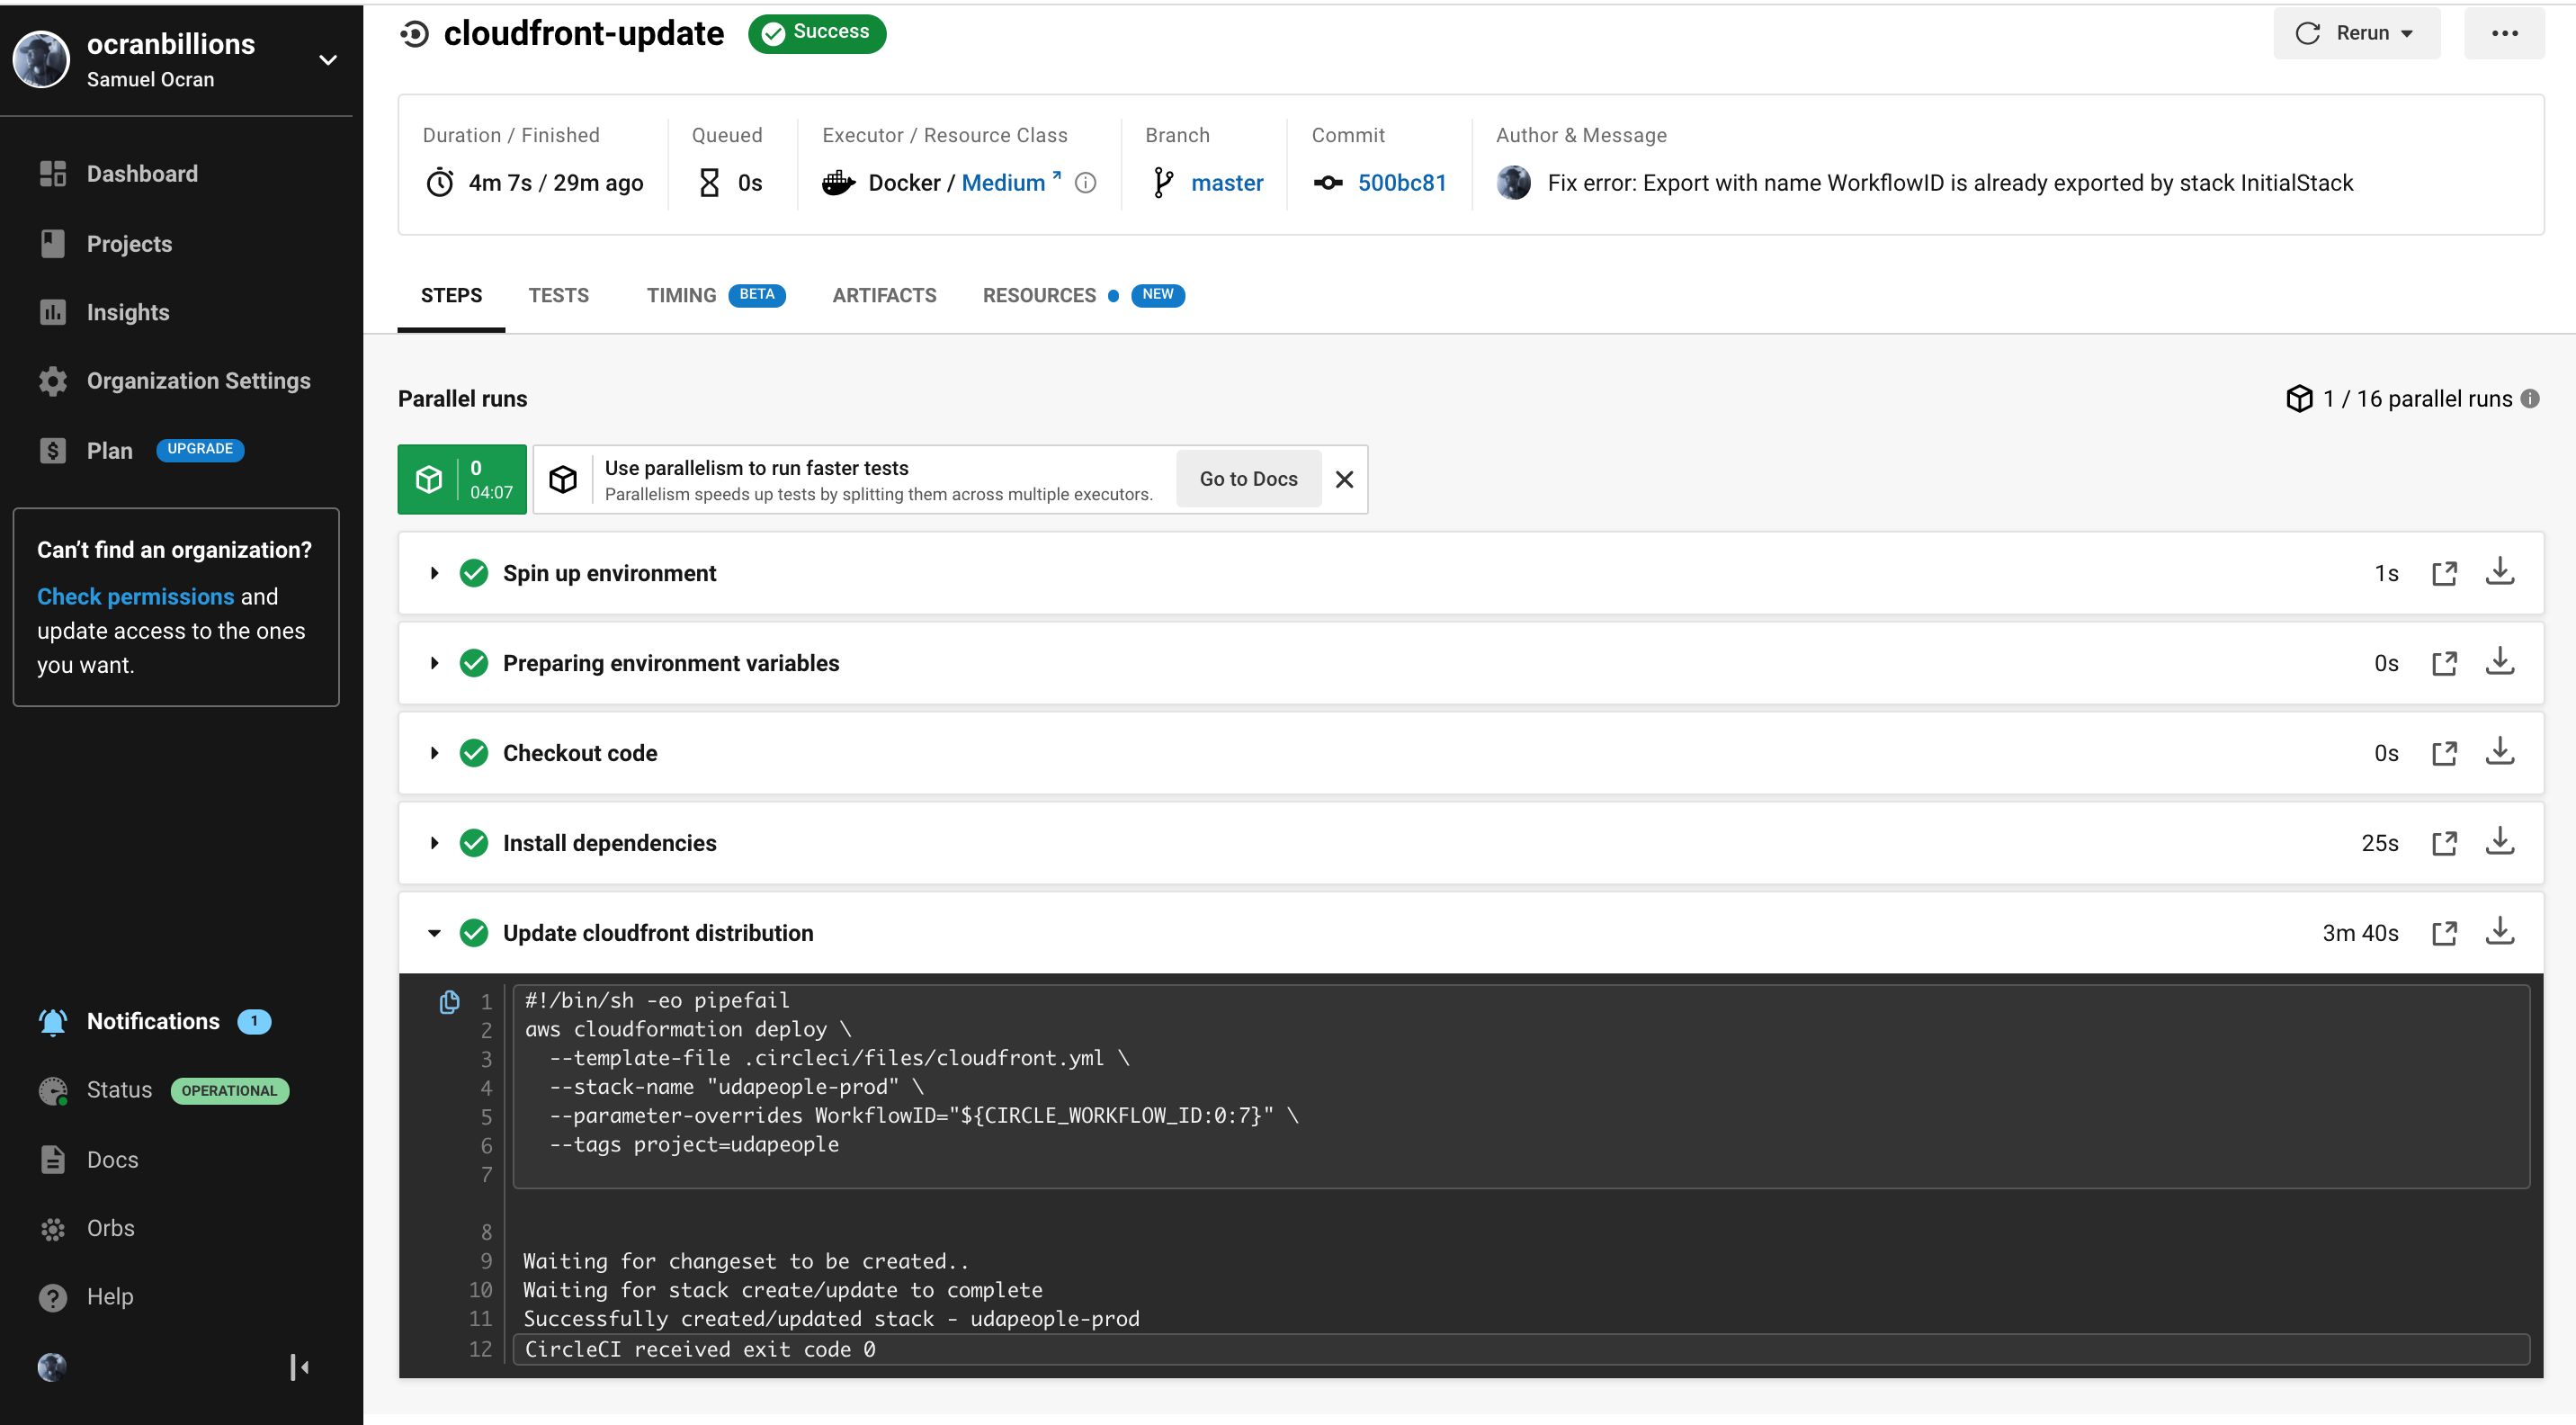 ocranbillions
Samuel Ocran
Dashboard
Projects
Insights
Organization Settings
Plan UPGRADE
Can't find an organization?
Check permissions and
update access to the ones
you want.
Notifications 1
Status OPERATIONAL
Docs
Orbs
Help
cloudfront-update Success
Rerun
Duration / Finished
4m 7s / 29m ago
Queued
0s
Executor / Resource Class
Docker / Medium
Branch
master
Commit
500bc81
Author & Message
Fix error: Export with name WorkflowID is already exported by stack InitialStack
STEPS TESTS TIMING BETA ARTIFACTS RESOURCES NEW
Parallel runs
1 / 16 parallel runs
0
04:07
Use parallelism to run faster tests
Parallelism speeds up tests by splitting them across multiple executors.
Go to Docs
Spin up environment 1s
Preparing environment variables 0s
Checkout code 0s
Install dependencies 25s
Update cloudfront distribution 3m 40s
1 #!/bin/sh -eo pipefail
2 aws cloudformation deploy \
3 --template-file .circleci/files/cloudfront.yml \
4 --stack-name "udapeople-prod" \
5 --parameter-overrides WorkflowID="${CIRCLE_WORKFLOW_ID:0:7}" \
6 --tags project=udapeople
7
8
9 Waiting for changeset to be created..
10 Waiting for stack create/update to complete
11 Successfully created/updated stack - udapeople-prod
12 CircleCI received exit code 0